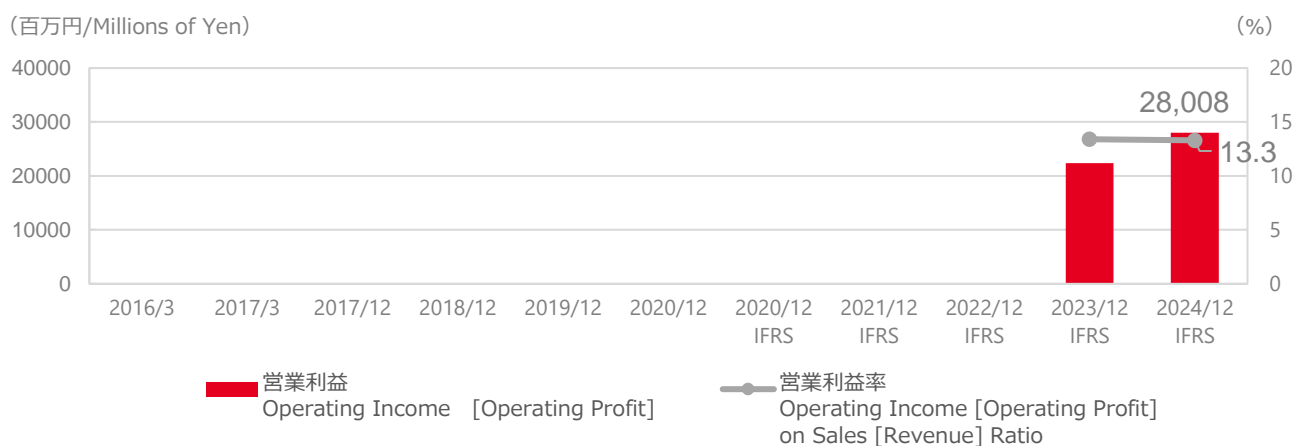 （百万円/Millions of Yen）
（%）
40000
30000
20000
10000
0
20
15
10
5
0
28,008
13.3
2016/3
2017/3
2017/12
2018/12
2019/12
2020/12
2020/12
IFRS
2021/12
IFRS
2022/12
IFRS
2023/12
IFRS
2024/12
IFRS
営業利益
Operating Income　[Operating Profit]
営業利益率
Operating Income [Operating Profit]
on Sales [Revenue] Ratio